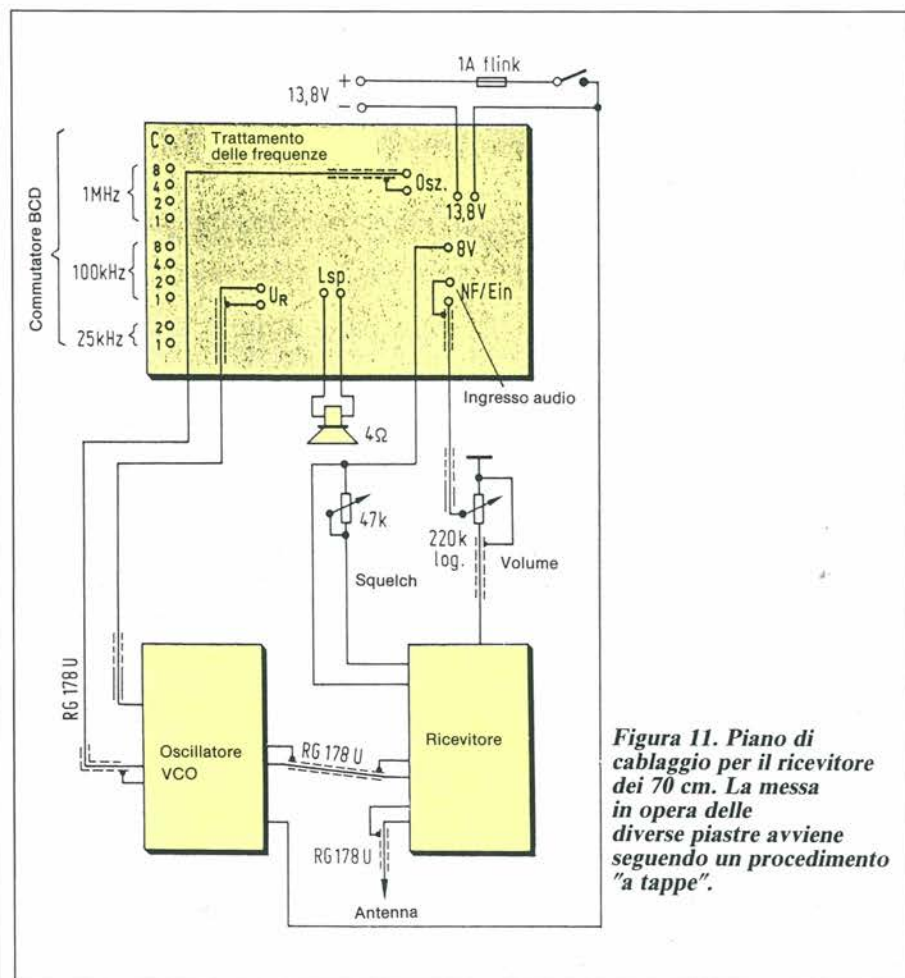 1A flink
+
13,8V
−
Trattamento
delle frequenze
Commutatore BCD
C
8
4
2
1
1MHz
8
4
2
1
100kHz
2
1
25kHz
Osz.
13,8V
8V
NF/Ein
UR
Lsp.
Ingresso audio
4Ω
47k
Squelch
220k
log.
Volume
RG 178 U
Oscillatore
VCO
RG 178 U
Ricevitore
RG 178 U
Antenna
Figura 11. Piano di
cablaggio per il ricevitore
dei 70 cm. La messa
in opera delle
diverse piastre avviene
seguendo un procedimento
"a tappe".